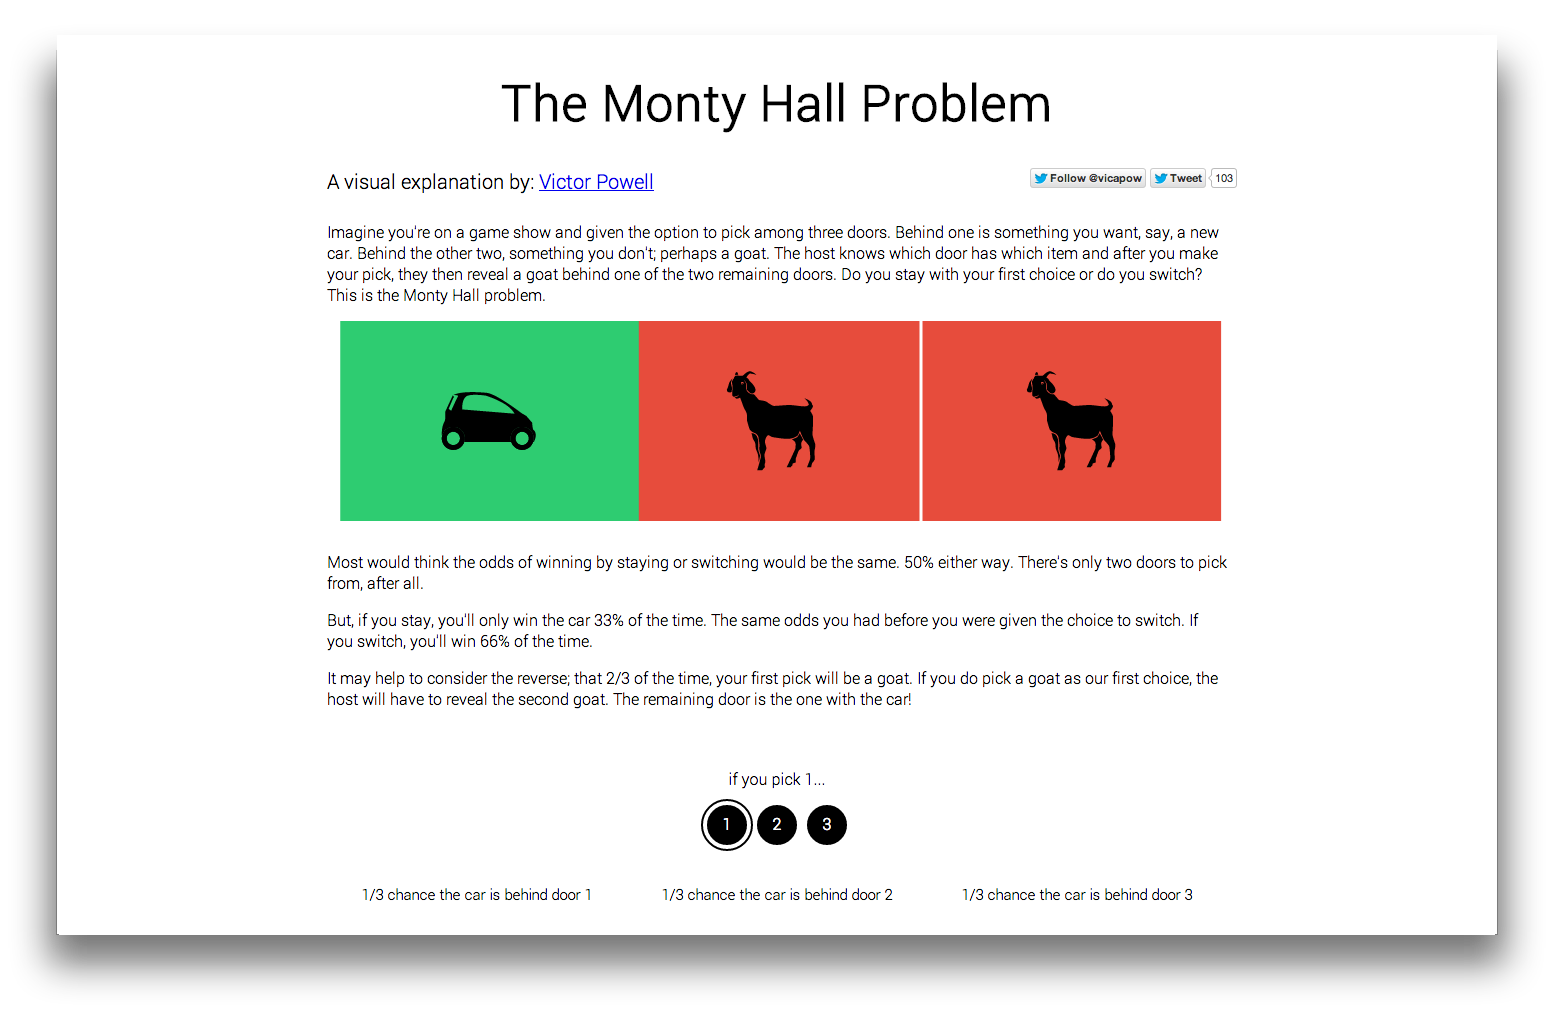 The Monty Hall Problem
A visual explanation by: Victor Powell
Follow @vicapow Tweet 103
Imagine you're on a game show and given the option to pick among three doors. Behind one is something you want, say, a new
car. Behind the other two, something you don't; perhaps a goat. The host knows which door has which item and after you make
your pick, they then reveal a goat behind one of the two remaining doors. Do you stay with your first choice or do you switch?
This is the Monty Hall problem.
Most would think the odds of winning by staying or switching would be the same. 50% either way. There's only two doors to pick
from, after all.
But, if you stay, you'll only win the car 33% of the time. The same odds you had before you were given the choice to switch. If
you switch, you'll win 66% of the time.
It may help to consider the reverse; that 2/3 of the time, your first pick will be a goat. If you do pick a goat as our first choice, the
host will have to reveal the second goat. The remaining door is the one with the car!
if you pick 1...
1 2 3
1/3 chance the car is behind door 1 1/3 chance the car is behind door 2 1/3 chance the car is behind door 3